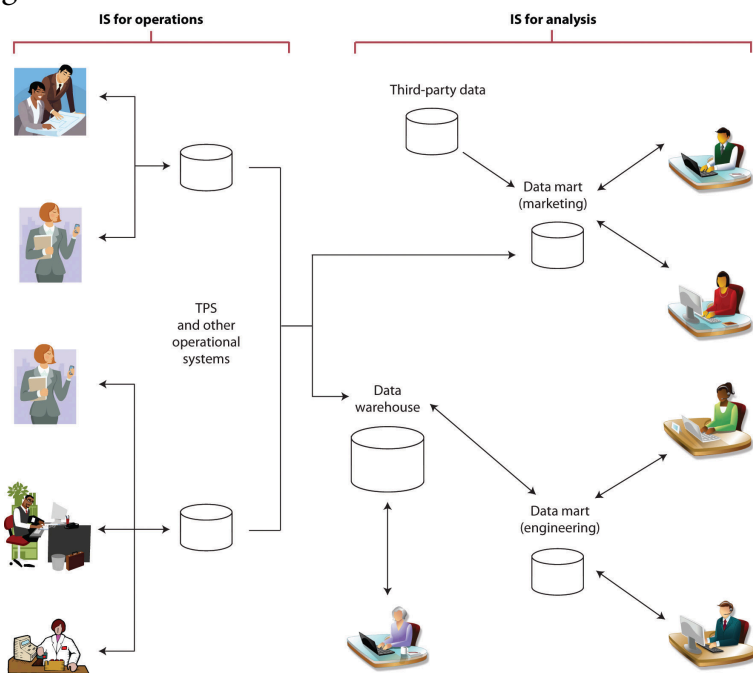 g
IS for operations
IS for analysis
Third-party data
Data mart
(marketing)
TPS
and other
operational
systems
Data
warehouse
Data mart
(engineering)